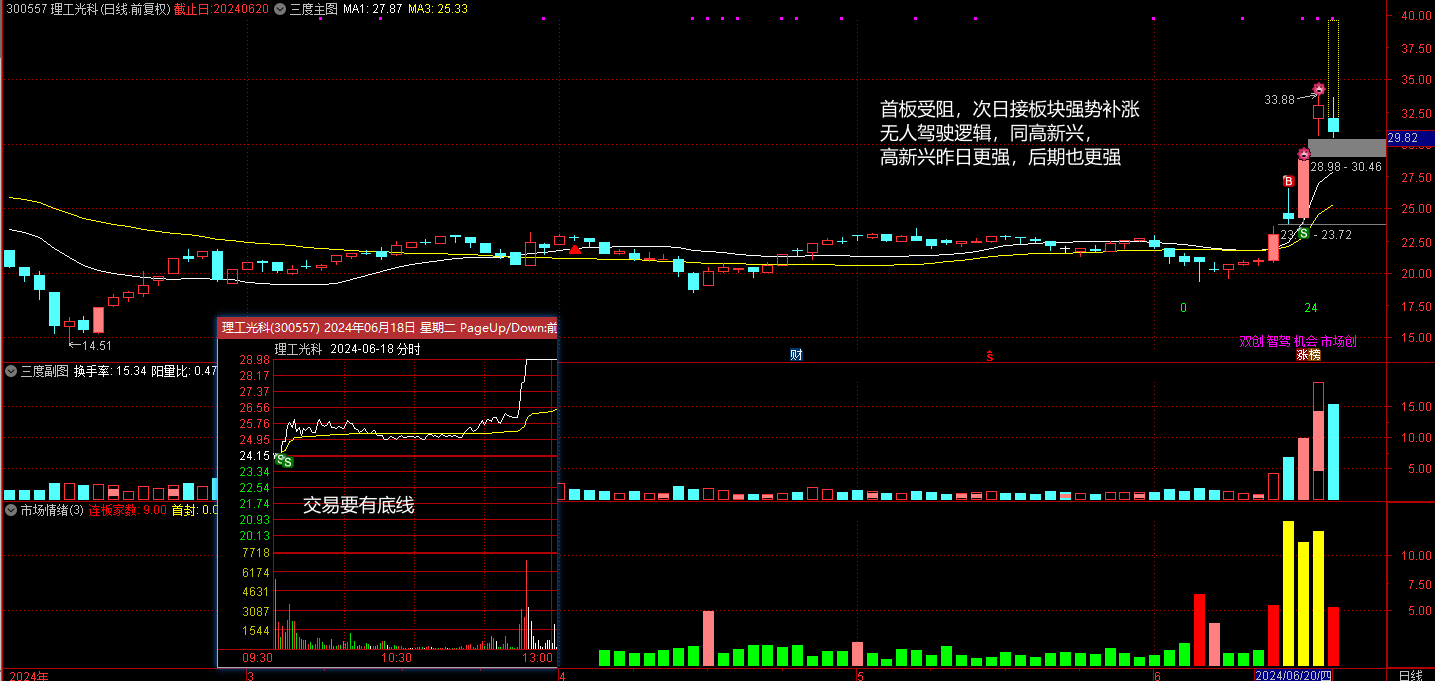 300557 理工光科(日线.前复权) 截止日:20240620 三度主图 MA1: 27.87 MA3: 25.33
40.00
37.50
35.00
首板受阻，次日接板块强势补涨
无人驾驶逻辑，同高新兴，
高新兴昨日更强，后期也更强
33.88
32.50
29.82
B
28.98 - 30.46
27.50
25.00
S
- 23.72
22.50
20.00
0
24
17.50
14.51
15.00
双创 智驾 机会 市场创
财
涨榜
三度副图 换手率: 15.34 阳量比: 0.47
15.00
10.00
5.00
市场情绪(3) 连板家数: 9.00 首封: 0.0
10.00
7.50
5.00
理工光科(300557) 2024年06月18日 星期二 PageUp/Down:前
理工光科 2024-06-18 分时
28.98
28.17
27.37
26.56
25.76
24.95
24.15
S
S
23.34
22.54
21.74
20.93
20.13
交易要有底线
7718
6174
4631
3087
1544
09:30 10:30 13:00
2024年 3 4 5 6 2024/06/20/四 日线